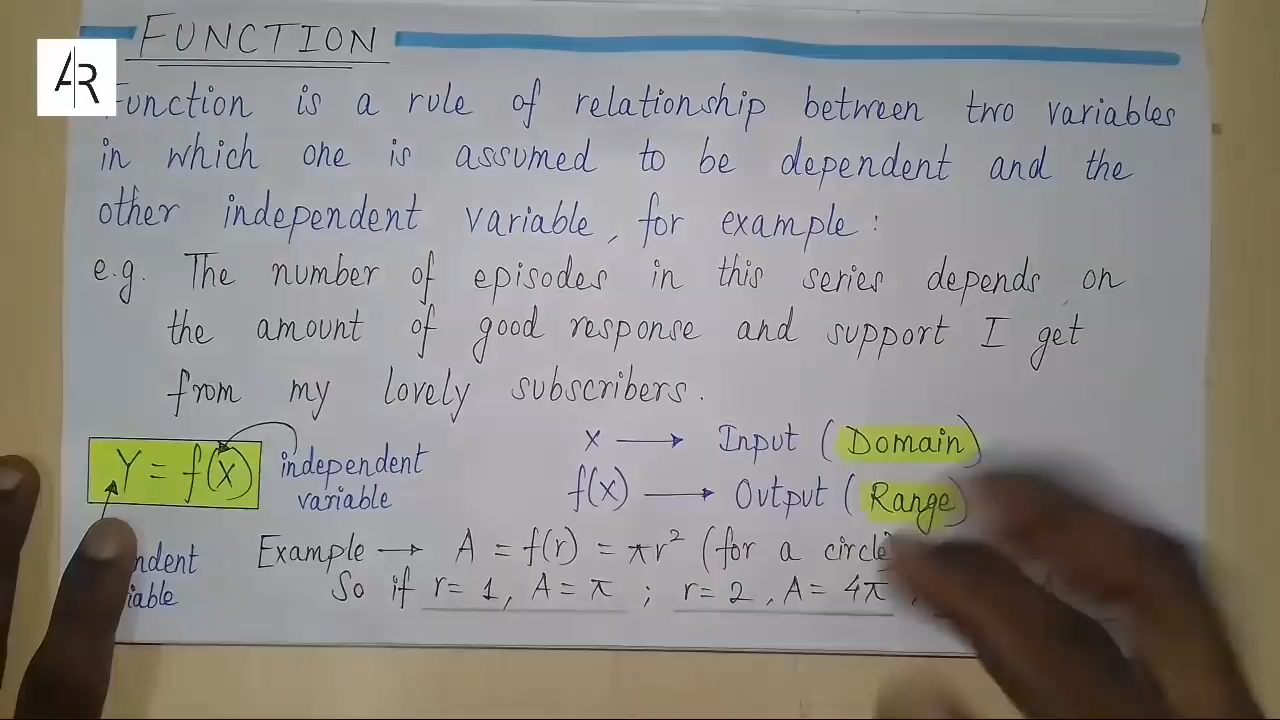 FUNCTION
AR
Function is a rule of relationship between two variables
in which one is assumed to be dependent and the
other independent variable, for example:
e.g. The number of episodes in this series depends on
the amount of good response and support I get
from my lovely subscribers.
Y = f(x)
independent
variable
x → Input (Domain)
f(x) → Output (Range)
Example → A = f(r) = πr² (for a circle
So if r = 1, A = π ; r = 2, A = 4π ,